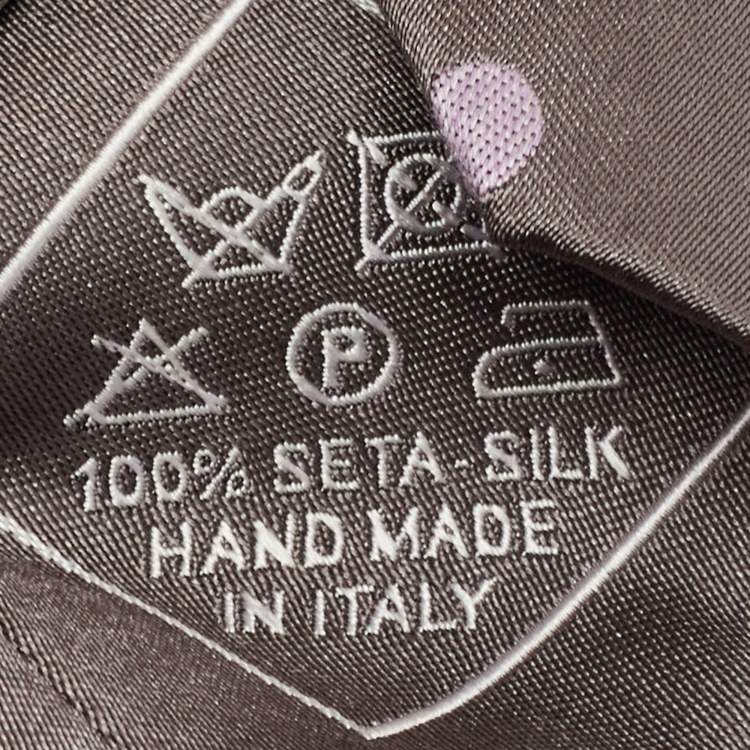 P
100% SETA-SILK
HAND MADE
IN ITALY